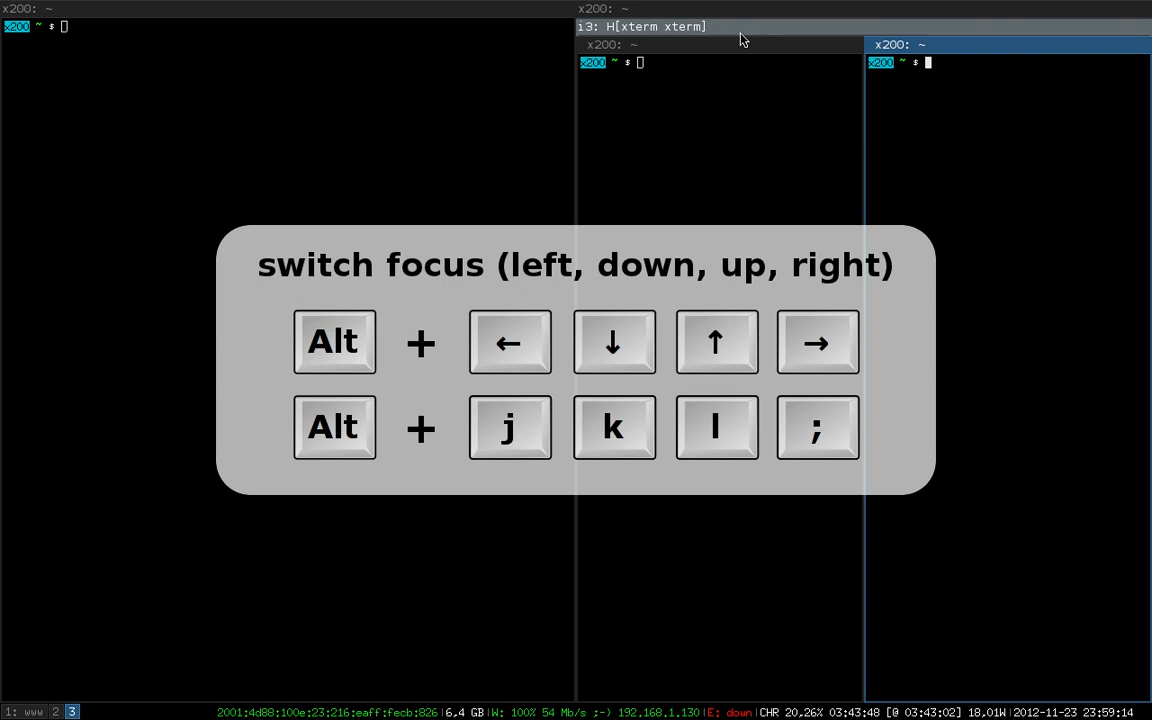 x200: ~
x200: ~
i3: H[xterm xterm]
x200: ~
x200: ~
x200 ~ $
x200 ~ $
x200 ~ $
switch focus (left, down, up, right)
Alt + ← ↓ ↑ →
Alt + j k l ;
1: www 2 3
2001:4d88:100e:23:216:eaff:fecb:826|6,4 GB|W: 100% 54 Mb/s ;-) 192.168.1.130|E: down|CHR 20,26% 03:43:48 [@ 03:43:02] 18,01W|2012-11-23 23:59:14